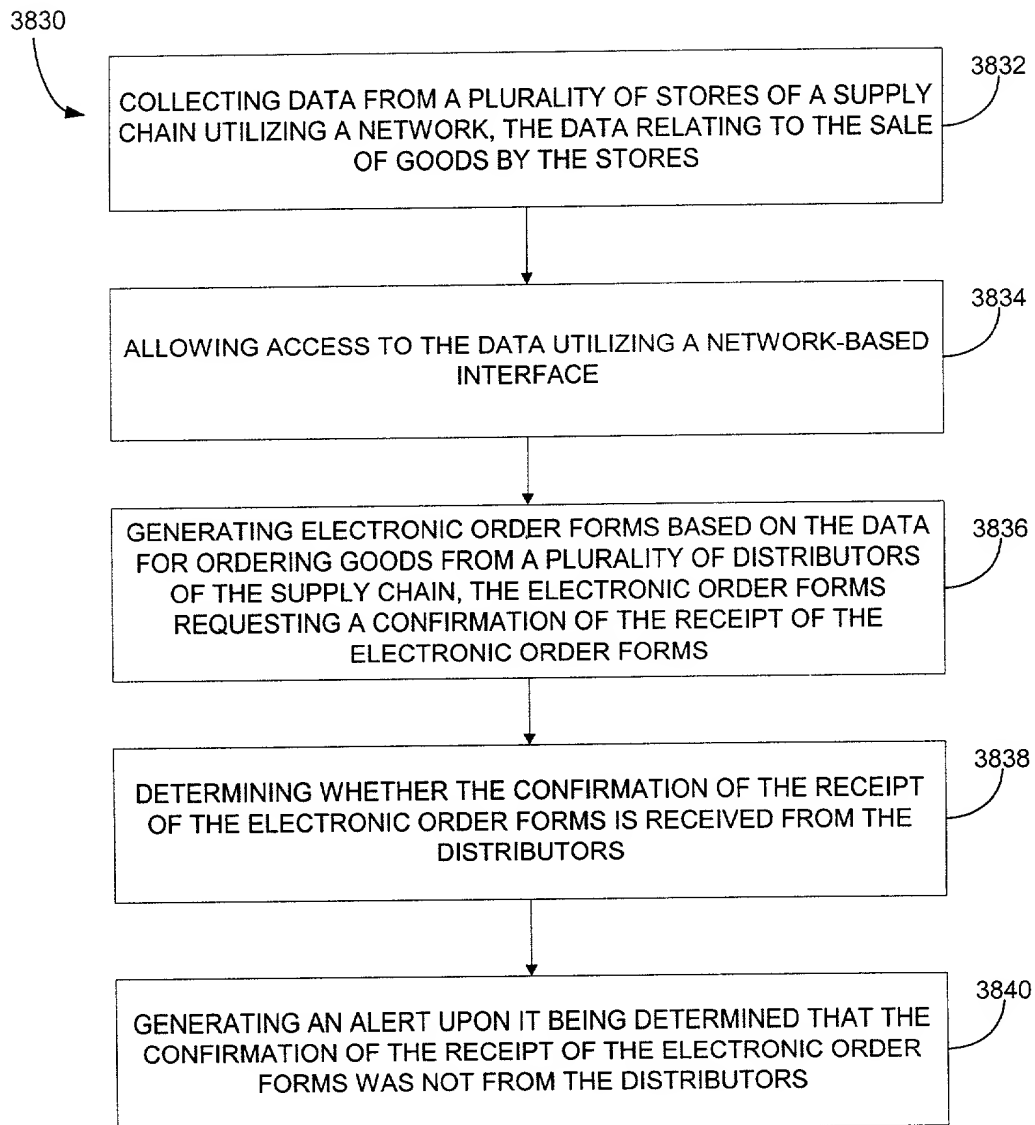 3830
3832
COLLECTING DATA FROM A PLURALITY OF STORES OF A SUPPLY
CHAIN UTILIZING A NETWORK, THE DATA RELATING TO THE SALE
OF GOODS BY THE STORES
3834
ALLOWING ACCESS TO THE DATA UTILIZING A NETWORK-BASED
INTERFACE
3836
GENERATING ELECTRONIC ORDER FORMS BASED ON THE DATA
FOR ORDERING GOODS FROM A PLURALITY OF DISTRIBUTORS
OF THE SUPPLY CHAIN, THE ELECTRONIC ORDER FORMS
REQUESTING A CONFIRMATION OF THE RECEIPT OF THE
ELECTRONIC ORDER FORMS
3838
DETERMINING WHETHER THE CONFIRMATION OF THE RECEIPT
OF THE ELECTRONIC ORDER FORMS IS RECEIVED FROM THE
DISTRIBUTORS
3840
GENERATING AN ALERT UPON IT BEING DETERMINED THAT THE
CONFIRMATION OF THE RECEIPT OF THE ELECTRONIC ORDER
FORMS WAS NOT FROM THE DISTRIBUTORS